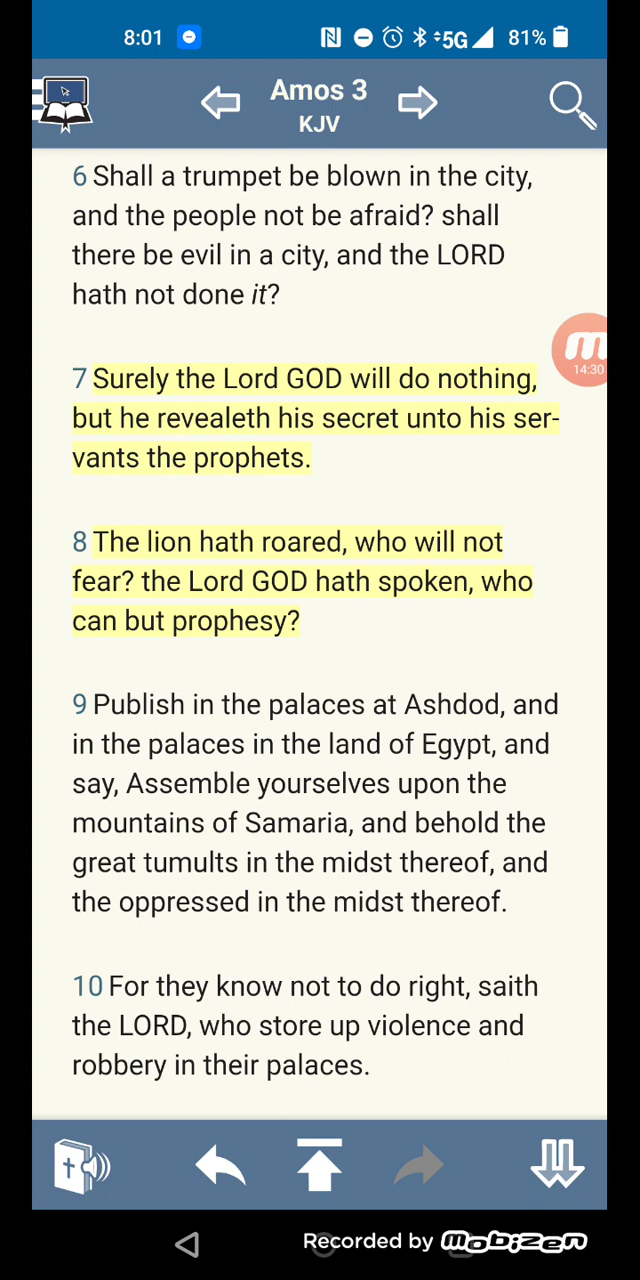 8:01 5G 81%
Amos 3
KJV
6 Shall a trumpet be blown in the city,
and the people not be afraid? shall
there be evil in a city, and the LORD
hath not done it?
14:30
7 Surely the Lord GOD will do nothing,
but he revealeth his secret unto his ser-
vants the prophets.
8 The lion hath roared, who will not
fear? the Lord GOD hath spoken, who
can but prophesy?
9 Publish in the palaces at Ashdod, and
in the palaces in the land of Egypt, and
say, Assemble yourselves upon the
mountains of Samaria, and behold the
great tumults in the midst thereof, and
the oppressed in the midst thereof.
10 For they know not to do right, saith
the LORD, who store up violence and
robbery in their palaces.
Recorded by mobizen